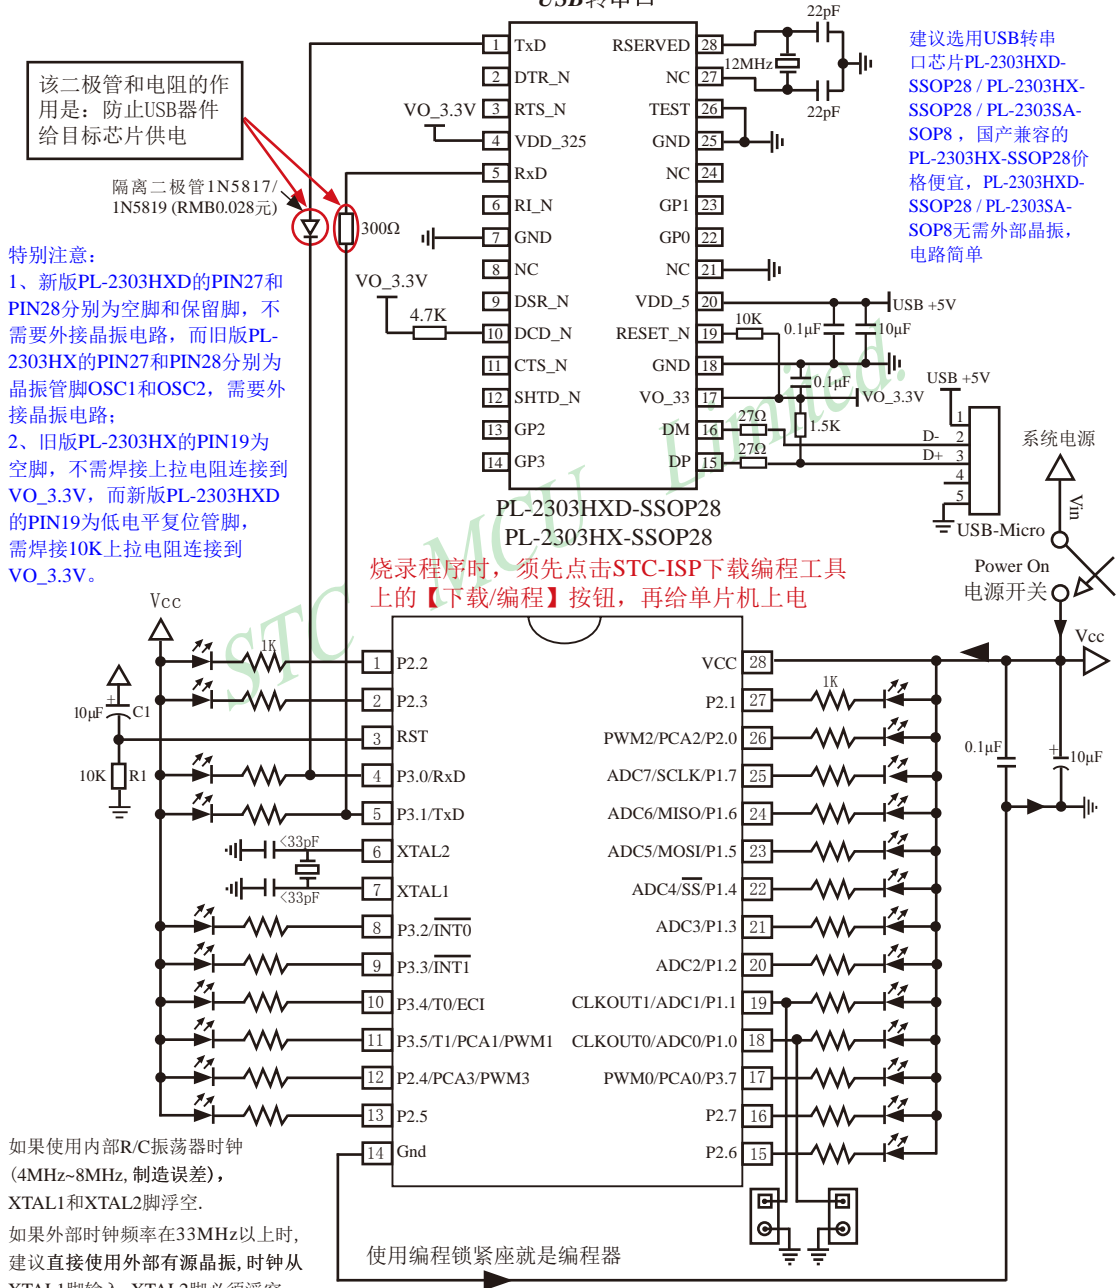 USB转串口
22pF
22pF
12MHz
1 TxD
2 DTR_N
3 RTS_N
4 VDD_325
5 RxD
6 RI_N
7 GND
8 NC
9 DSR_N
10 DCD_N
11 CTS_N
12 SHTD_N
13 GP2
14 GP3
RSERVED 28
NC 27
TEST 26
GND 25
NC 24
GP1 23
GP0 22
NC 21
VDD_5 20
RESET_N 19
GND 18
VO_33 17
DM 16
DP 15
PL-2303HXD-SSOP28
PL-2303HX-SSOP28
该二极管和电阻的作
用是：防止USB器件
给目标芯片供电
VO_3.3V
隔离二极管1N5817/
1N5819 (RMB0.028元)
300Ω
VO_3.3V
4.7K
特别注意：
1、新版PL-2303HXD的PIN27和
PIN28分别为空脚和保留脚，不
需要外接晶振电路，而旧版PL-
2303HX的PIN27和PIN28分别为
晶振管脚OSC1和OSC2，需要外
接晶振电路；
2、旧版PL-2303HX的PIN19为
空脚，不需焊接上拉电阻连接到
VO_3.3V，而新版PL-2303HXD
的PIN19为低电平复位管脚，
需焊接10K上拉电阻连接到
VO_3.3V。
建议选用USB转串
口芯片PL-2303HXD-
SSOP28 / PL-2303HX-
SSOP28 / PL-2303SA-
SOP8 ，国产兼容的
PL-2303HX-SSOP28价
格便宜，PL-2303HXD-
SSOP28 / PL-2303SA-
SOP8无需外部晶振，
电路简单
10K
0.1μF
10μF
USB +5V
0.1μF
VO_3.3V
27Ω
27Ω
1.5K
USB +5V
D-
D+
1
2
3
4
5
USB-Micro
系统电源
Vin
Power On
电源开关
Vcc
STC MCU Limited.
烧录程序时，须先点击STC-ISP下载编程工具
上的【下载/编程】按钮，再给单片机上电
Vcc
1K
10μF
+
C1
10K
R1
<33pF
<33pF
1 P2.2
2 P2.3
3 RST
4 P3.0/RxD
5 P3.1/TxD
6 XTAL2
7 XTAL1
8 P3.2/INT0
9 P3.3/INT1
10 P3.4/T0/ECI
11 P3.5/T1/PCA1/PWM1
12 P2.4/PCA3/PWM3
13 P2.5
14 Gnd
VCC 28
P2.1 27
PWM2/PCA2/P2.0 26
ADC7/SCLK/P1.7 25
ADC6/MISO/P1.6 24
ADC5/MOSI/P1.5 23
ADC4/SS/P1.4 22
ADC3/P1.3 21
ADC2/P1.2 20
CLKOUT1/ADC1/P1.1 19
CLKOUT0/ADC0/P1.0 18
PWM0/PCA0/P3.7 17
P2.7 16
P2.6 15
1K
0.1μF
+
10μF
如果使用内部R/C振荡器时钟
(4MHz~8MHz, 制造误差)，
XTAL1和XTAL2脚浮空.
如果外部时钟频率在33MHz以上时,
建议直接使用外部有源晶振, 时钟从
XTAL1脚输入, XTAL2脚必须浮空
使用编程锁紧座就是编程器